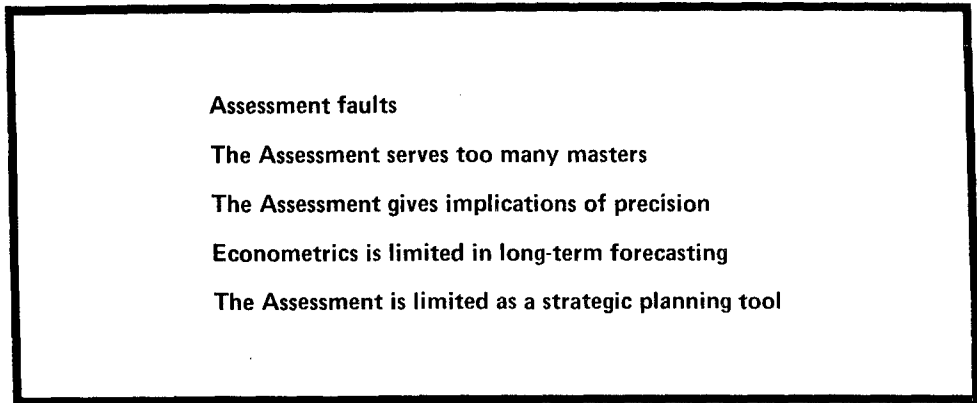 Assessment faults
The Assessment serves too many masters
The Assessment gives implications of precision
Econometrics is limited in long-term forecasting
The Assessment is limited as a strategic planning tool